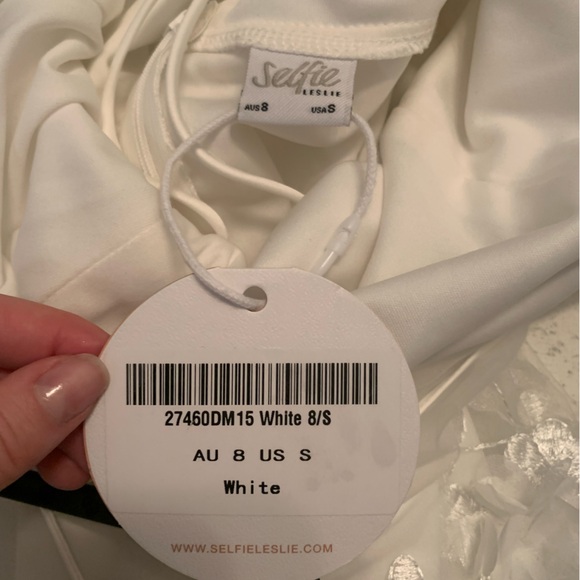 Selfie
LESLIE
AUS 8 USA S
27460DM15 White 8/S
AU 8 US S
White
WWW.SELFIELESLIE.COM